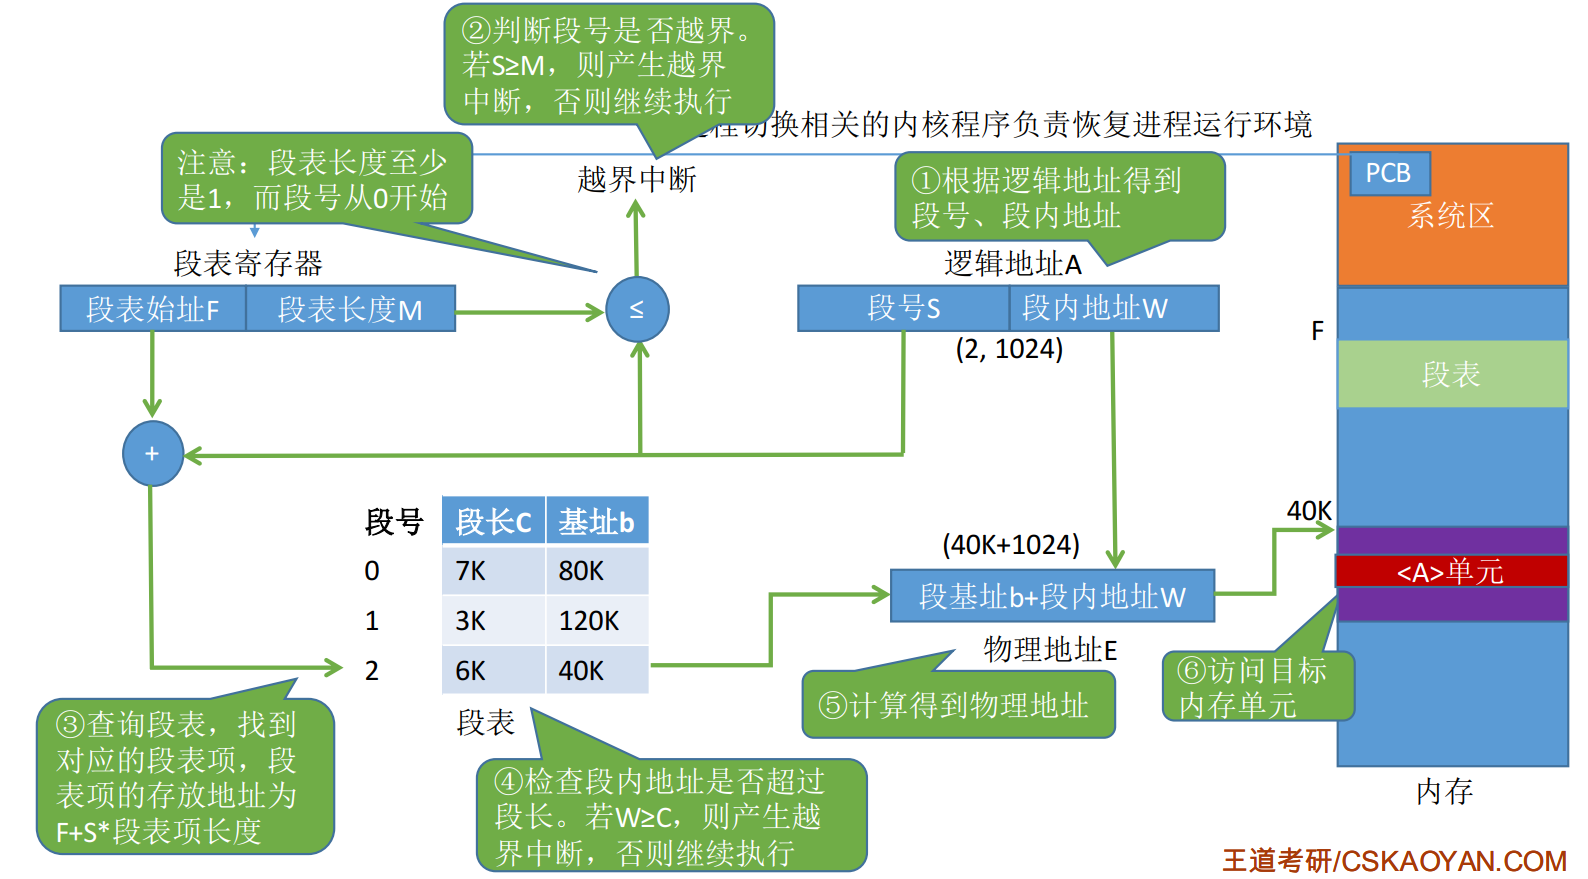 ②判断段号是否越界。
若S≥M，则产生越界
中断，否则继续执行
程切换相关的内核程序负责恢复进程运行环境
注意：段表长度至少
是1，而段号从0开始
越界中断
①根据逻辑地址得到
段号、段内地址
PCB
系统区
段表寄存器
逻辑地址A
段表始址F
段表长度M
≤
段号S
段内地址W
(2, 1024)
F
段表
+
段号
段长C
基址b
0
7K
80K
1
3K
120K
2
6K
40K
段表
(40K+1024)
40K
段基址b+段内地址W
<A>单元
物理地址E
③查询段表，找到
对应的段表项，段
表项的存放地址为
F+S*段表项长度
④检查段内地址是否超过
段长。若W≥C，则产生越
界中断，否则继续执行
⑤计算得到物理地址
⑥访问目标
内存单元
内存
王道考研/CSKAOYAN.COM